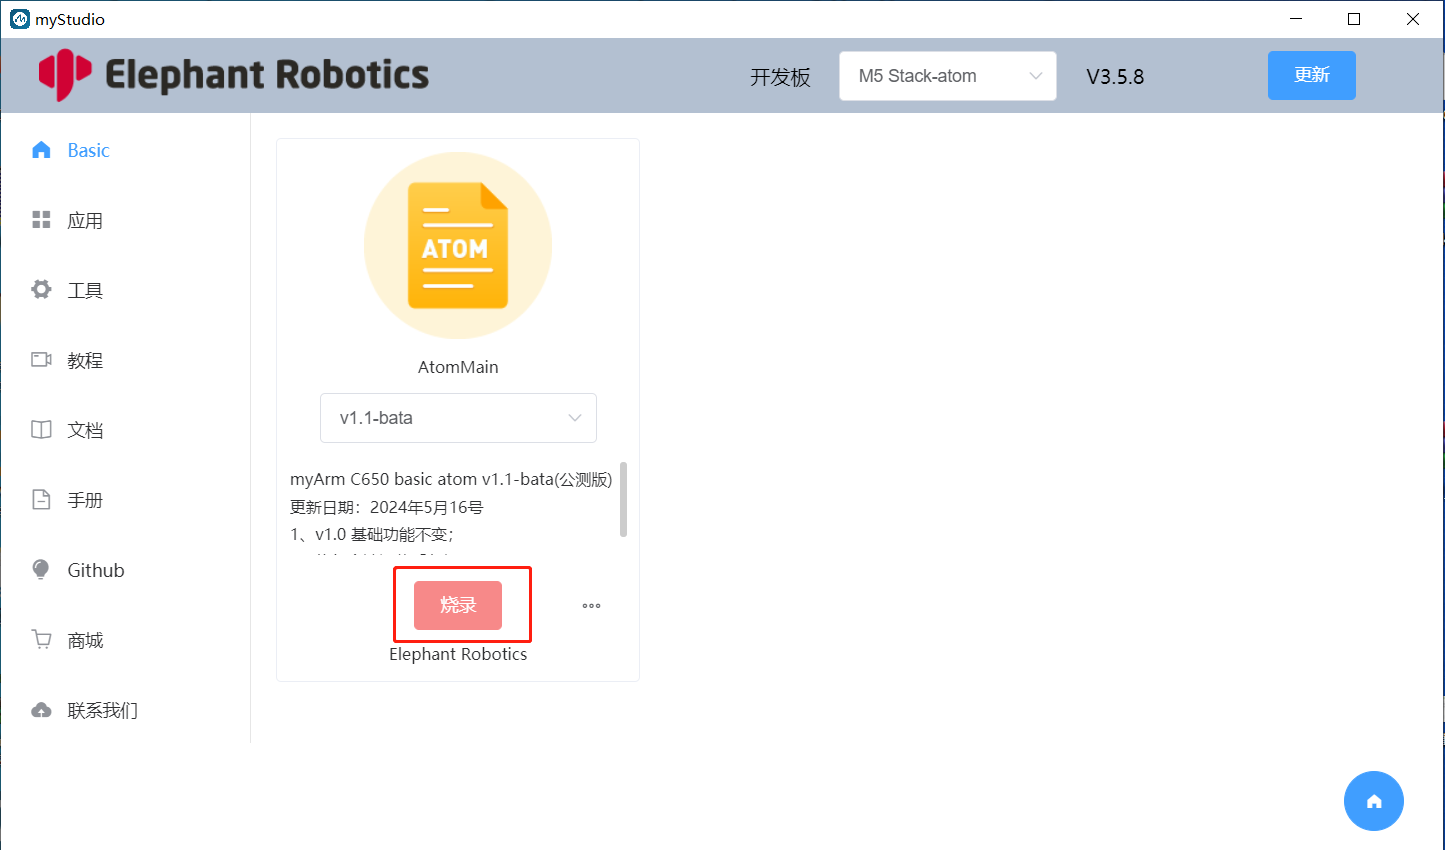 myStudio
Elephant Robotics
开发板
M5 Stack-atom
V3.5.8
更新
Basic
应用
工具
教程
文档
手册
Github
商城
联系我们
ATOM
AtomMain
v1.1-bata
myArm C650 basic atom v1.1-bata(公测版)
更新日期：2024年5月16号
1、v1.0 基础功能不变；
烧录
Elephant Robotics